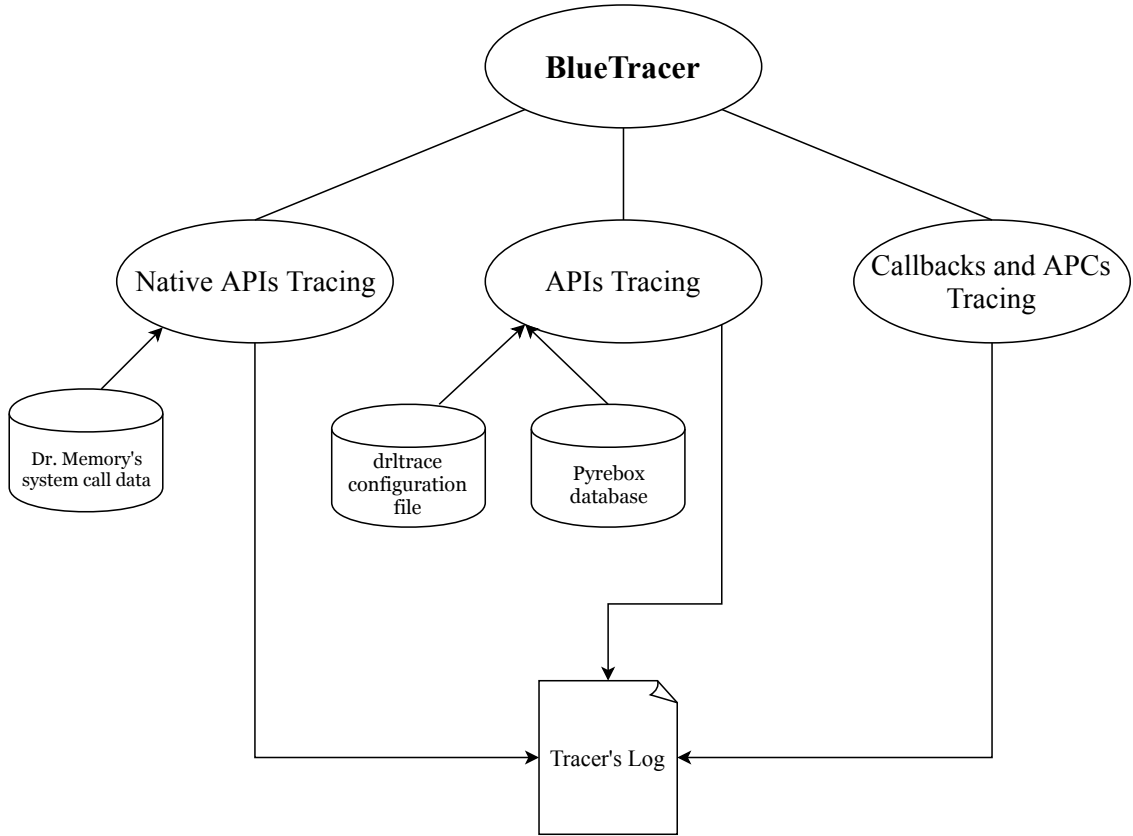 BlueTracer
Native APIs Tracing
APIs Tracing
Callbacks and APCs
Tracing
Dr. Memory's
system call data
drltrace
configuration
file
Pyrebox
database
Tracer's Log